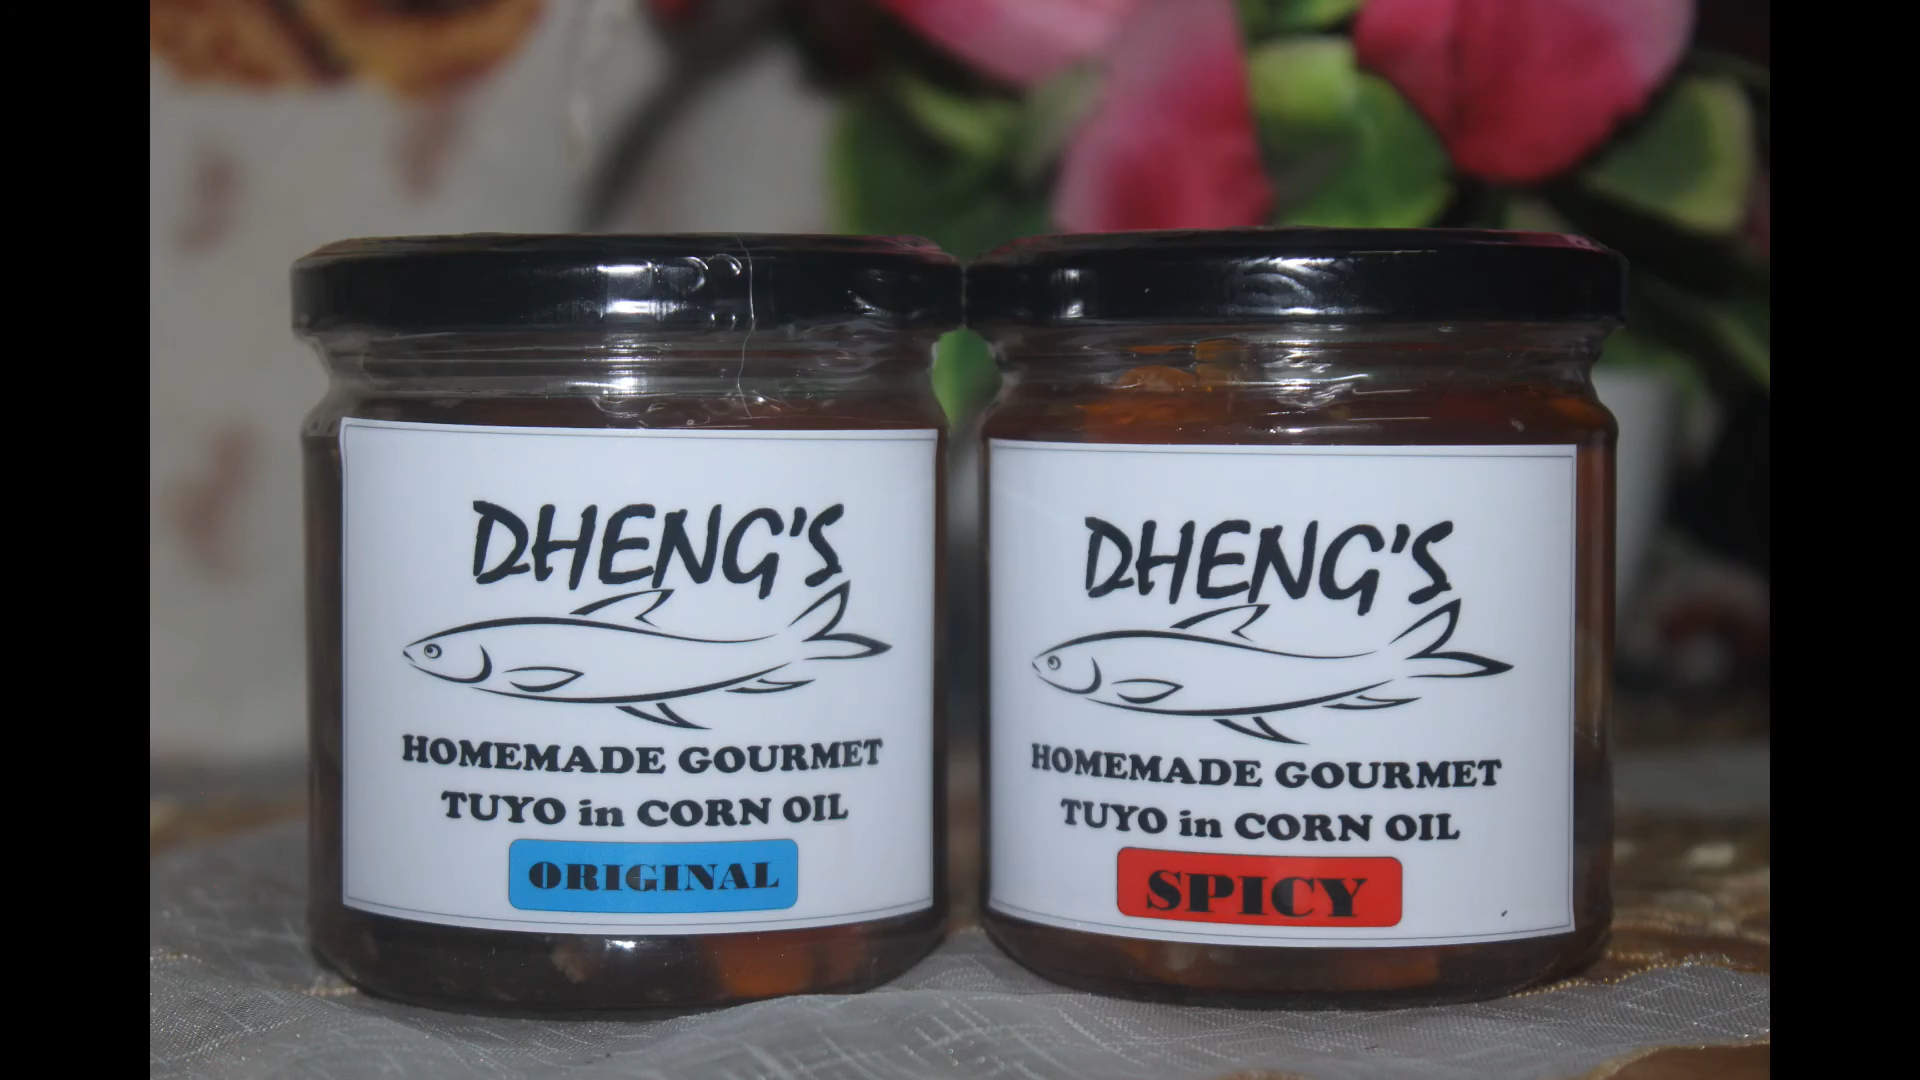 DHENG'S
HOMEMADE GOURMET
TUYO in CORN OIL
ORIGINAL
DHENG'S
HOMEMADE GOURMET
TUYO in CORN OIL
SPICY